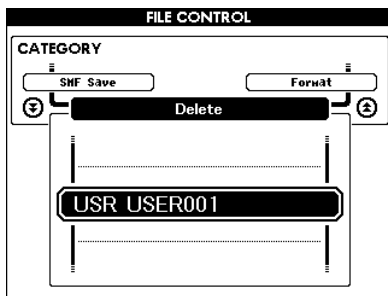 FILE CONTROL
CATEGORY
SMF Save
Format
Delete
USR USER001